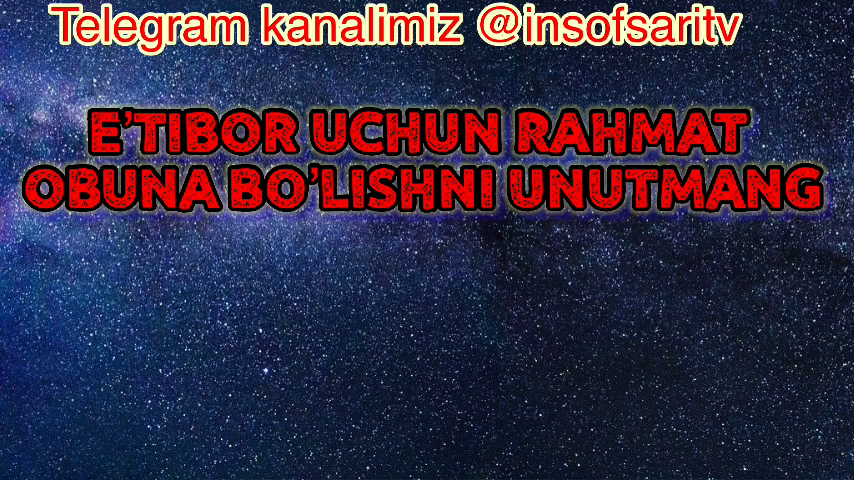 Telegram kanalimiz @insofsaritv
E’TIBOR UCHUN RAHMAT
OBUNA BO’LISHNI UNUTMANG